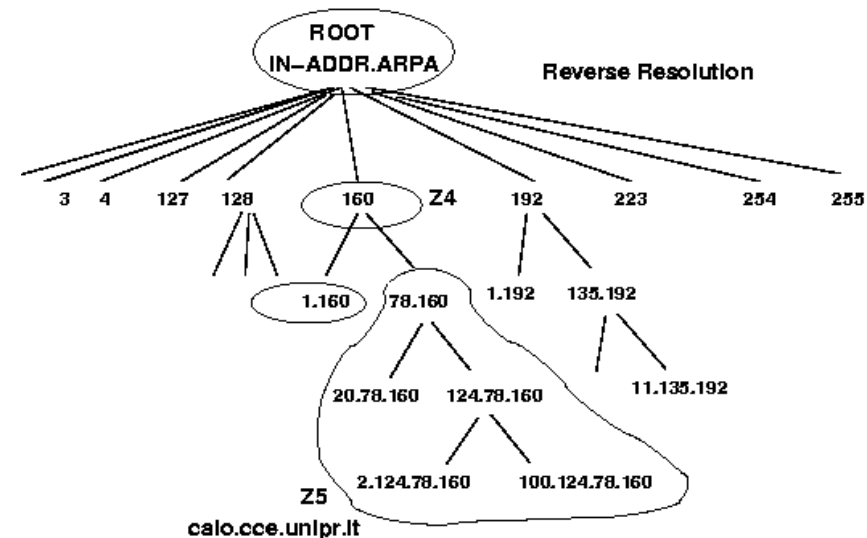 ROOT
IN-ADDR.ARPA
Reverse Resolution
3 4 127 128 160 Z4 192 223 254 255
1.160 78.160 1.192 135.192
20.78.160 124.78.160 11.135.192
2.124.78.160 100.124.78.160
Z5
calo.cce.unipr.it